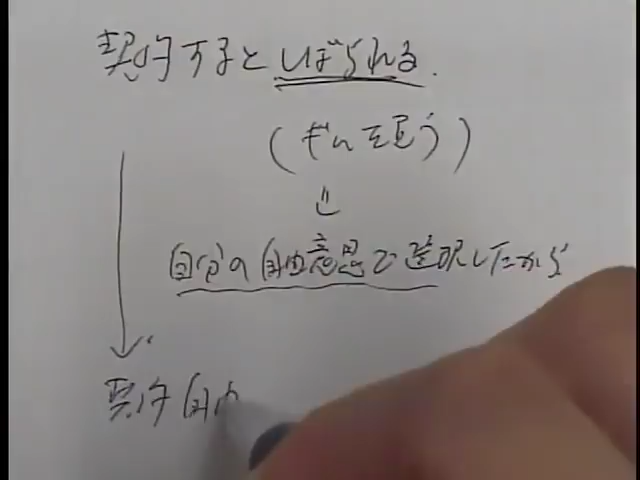 契約するとしばられる.
(ぎむを負う)
自分の自由意思で選択したから
契約自由